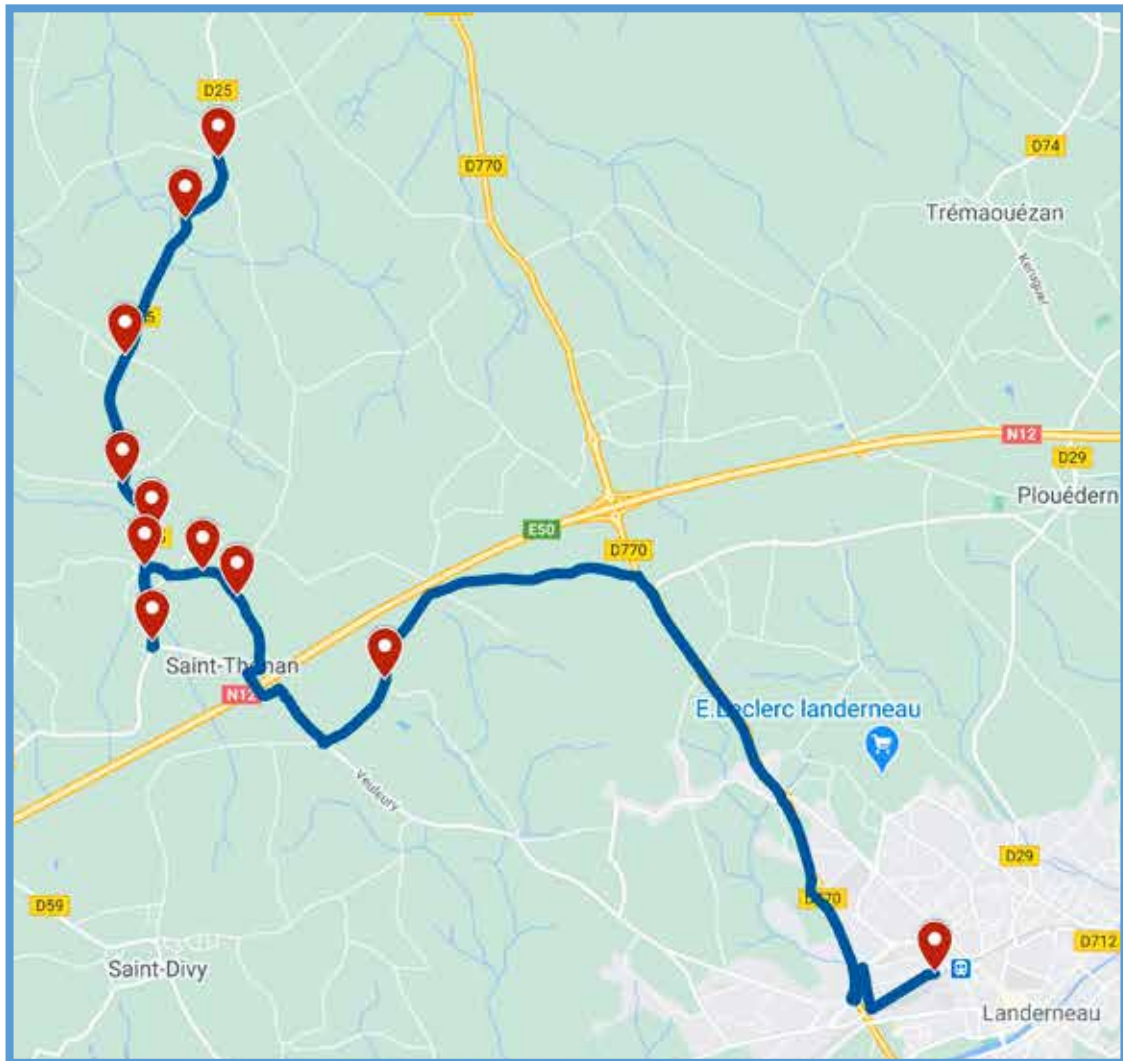 D25
D770
D74
Trémaouézan
Keruguer
N12
D29
Plouédern
E50
D770
Saint-Thonan
N12
E.Leclerc landerneau
Veuleury
D29
D770
D59
D712
Saint-Divy
Landerneau